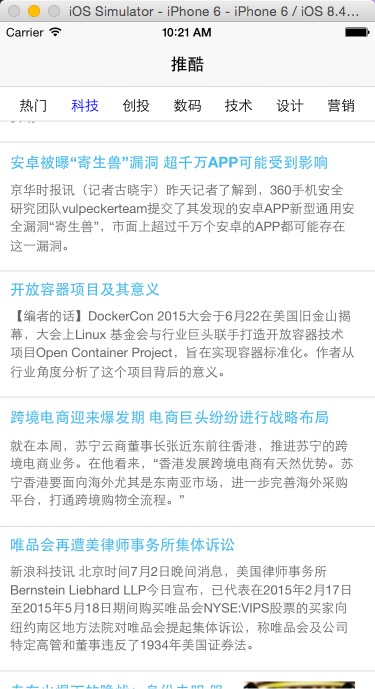 iOS Simulator - iPhone 6 - iPhone 6 / iOS 8.4...
Carrier 10:21 AM
推酷
热门 科技 创投 数码 技术 设计 营销
安卓被曝“寄生兽”漏洞 超千万APP可能受到影响
京华时报讯（记者古晓宇）昨天记者了解到，360手机安全
研究团队vulpeckerteam提交了其发现的安卓APP新型通用安
全漏洞“寄生兽”，市面上超过千万个安卓的APP都可能存在
这一漏洞。
开放容器项目及其意义
【编者的话】DockerCon 2015大会于6月22在美国旧金山揭
幕，大会上Linux 基金会与行业巨头联手打造开放容器技术
项目Open Container Project，旨在实现容器标准化。作者从
行业角度分析了这个项目背后的意义。
跨境电商迎来爆发期 电商巨头纷纷进行战略布局
就在本周，苏宁云商董事长张近东前往香港，推进苏宁的跨
境电商业务。在他看来，“香港发展跨境电商有天然优势。苏
宁香港要面向海外尤其是东南亚市场，进一步完善海外采购
平台，打通跨境购物全流程。”
唯品会再遭美律师事务所集体诉讼
新浪科技讯 北京时间7月2日晚间消息，美国律师事务所
Bernstein Liebhard LLP今日宣布，已代表在2015年2月17日
至2015年5月18日期间购买唯品会NYSE:VIPS股票的买家向
纽约南区地方法院对唯品会提起集体诉讼，称唯品会及公司
特定高管和董事违反了1934年美国证券法。